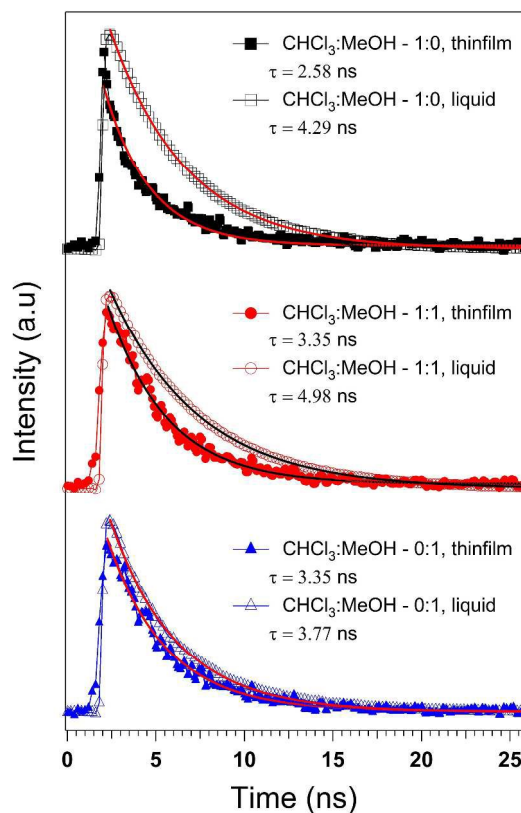 CHCl₃:MeOH - 1:0, thinfilm
τ = 2.58 ns
CHCl₃:MeOH - 1:0, liquid
τ = 4.29 ns
CHCl₃:MeOH - 1:1, thinfilm
τ = 3.35 ns
CHCl₃:MeOH - 1:1, liquid
τ = 4.98 ns
CHCl₃:MeOH - 0:1, thinfilm
τ = 3.35 ns
CHCl₃:MeOH - 0:1, liquid
τ = 3.77 ns
Intensity (a.u)
0 5 10 15 20 25
Time (ns)